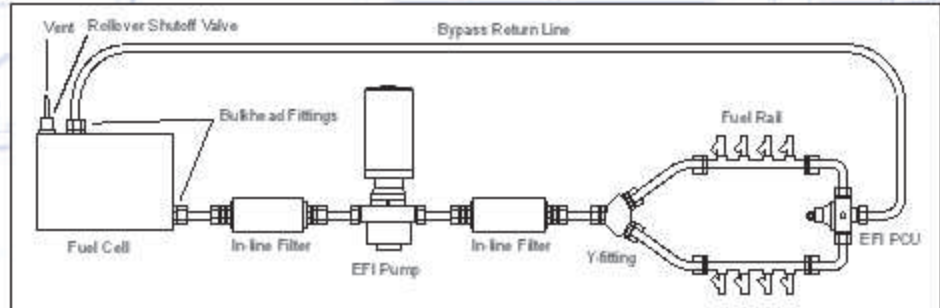 Vent
Rollover Shutoff Valve
Bypass Return Line
Bulkhead Fittings
Fuel Rail
Fuel Cell
In-line Filter
EFI Pump
In-line Filter
Y-fitting
EFI PCU